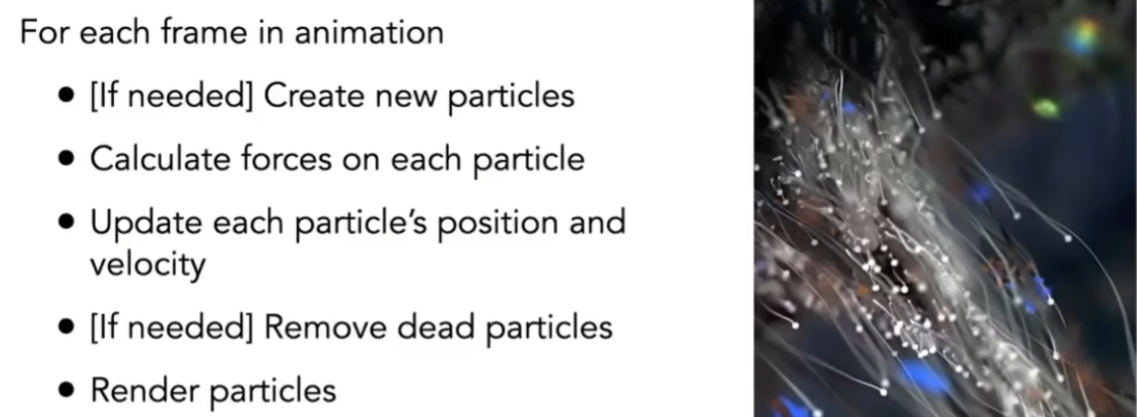 For each frame in animation
● [If needed] Create new particles
● Calculate forces on each particle
● Update each particle’s position and
velocity
● [If needed] Remove dead particles
● Render particles